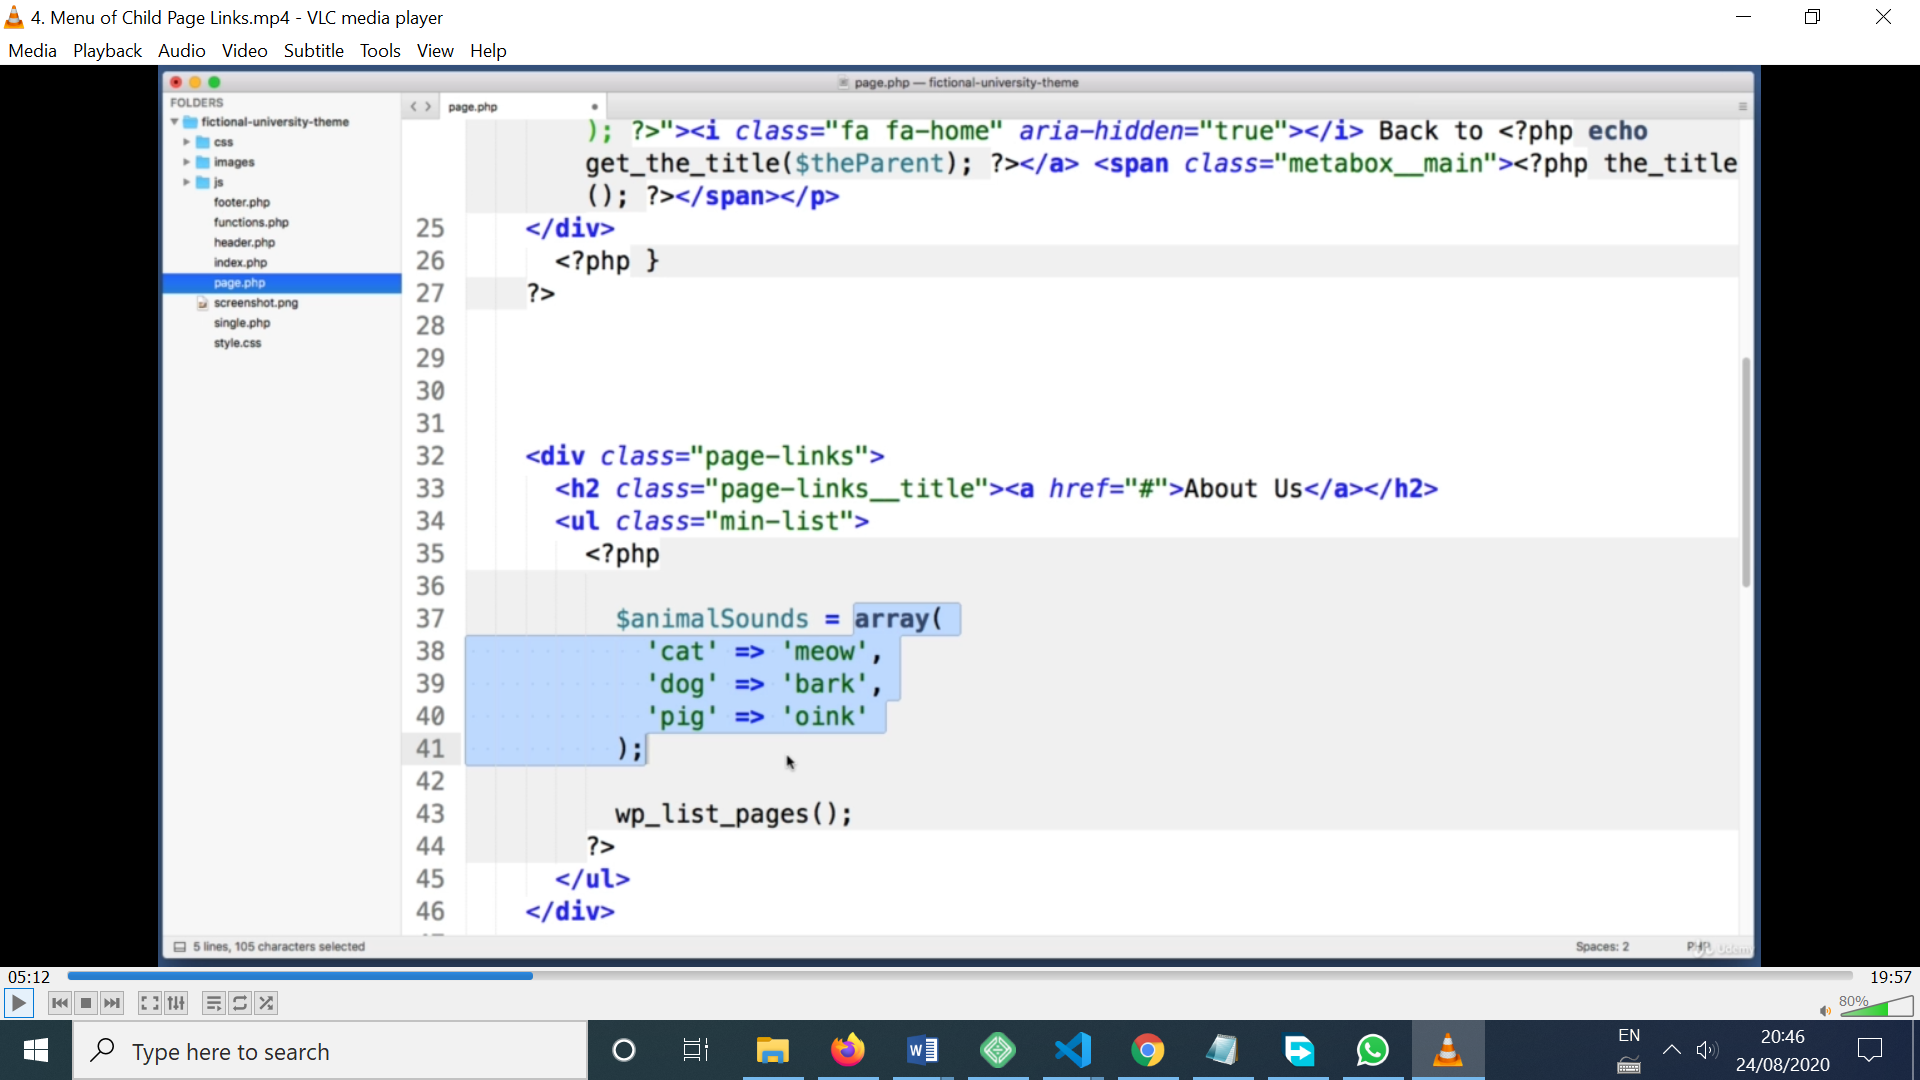 4. Menu of Child Page Links.mp4 - VLC media player
Media Playback Audio Video Subtitle Tools View Help
page.php — fictional-university-theme
FOLDERS
fictional-university-theme
css
images
js
footer.php
functions.php
header.php
index.php
page.php
screenshot.png
single.php
style.css
page.php
); ?>"><i class="fa fa-home" aria-hidden="true"></i> Back to <?php echo
get_the_title($theParent); ?></a> <span class="metabox__main"><?php the_title
(); ?></span></p>
25 </div>
26 <?php }
27 ?>
28
29
30
31
32 <div class="page-links">
33 <h2 class="page-links__title"><a href="#">About Us</a></h2>
34 <ul class="min-list">
35 <?php
36
37 $animalSounds = array(
38 'cat' => 'meow',
39 'dog' => 'bark',
40 'pig' => 'oink'
41 );
42
43 wp_list_pages();
44 ?>
45 </ul>
46 </div>
5 lines, 105 characters selected
Spaces: 2
PHP
05:12
19:57
80%
Type here to search
EN
20:46
24/08/2020